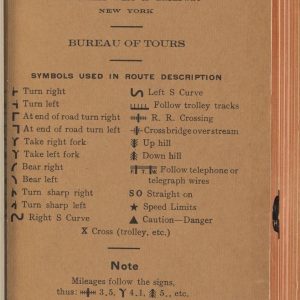 NEW YORK
BUREAU OF TOURS
SYMBOLS USED IN ROUTE DESCRIPTION
Turn right
Turn left
At end of road turn right
At end of road turn left
Take right fork
Take left fork
Bear right
Bear left
Turn sharp right
Turn sharp left
Right S Curve
Left S Curve
Follow trolley tracks
R. R. Crossing
Cross bridge over stream
Up hill
Down hill
Follow telephone or
telegraph wires
SO Straight on
★ Speed Limits
▲ Caution—Danger
X Cross (trolley, etc.)
Note
Mileages follow the signs,
thus: 3.5, 4.1, 5., etc.